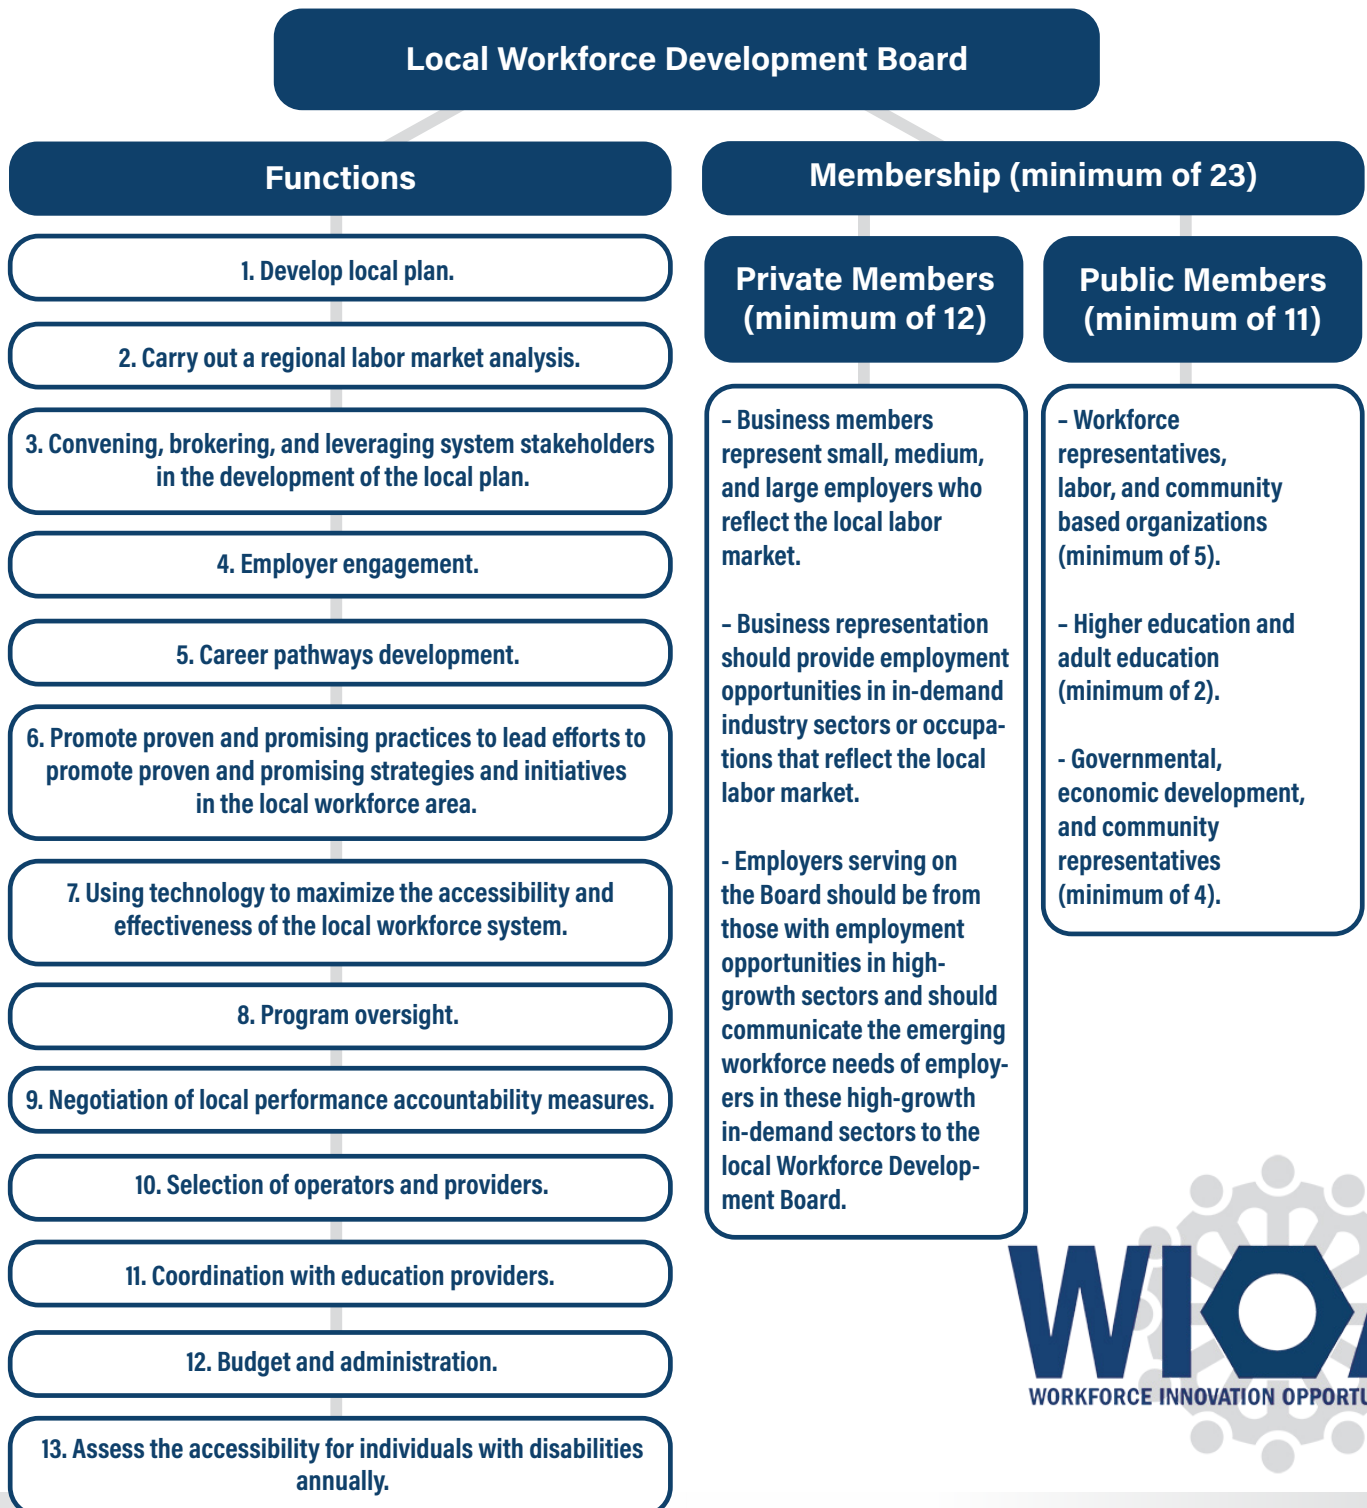 Local Workforce Development Board
Functions
1. Develop local plan.
2. Carry out a regional labor market analysis.
3. Convening, brokering, and leveraging system stakeholders
in the development of the local plan.
4. Employer engagement.
5. Career pathways development.
6. Promote proven and promising practices to lead efforts to
promote proven and promising strategies and initiatives
in the local workforce area.
7. Using technology to maximize the accessibility and
effectiveness of the local workforce system.
8. Program oversight.
9. Negotiation of local performance accountability measures.
10. Selection of operators and providers.
11. Coordination with education providers.
12. Budget and administration.
13. Assess the accessibility for individuals with disabilities
annually.
Membership (minimum of 23)
Private Members
(minimum of 12)
– Business members
represent small, medium,
and large employers who
reflect the local labor
market.
– Business representation
should provide employment
opportunities in in-demand
industry sectors or occupa-
tions that reflect the local
labor market.
- Employers serving on
the Board should be from
those with employment
opportunities in high-
growth sectors and should
communicate the emerging
workforce needs of employ-
ers in these high-growth
in-demand sectors to the
local Workforce Develop-
ment Board.
Public Members
(minimum of 11)
– Workforce
representatives,
labor, and community
based organizations
(minimum of 5).
– Higher education and
adult education
(minimum of 2).
- Governmental,
economic development,
and community
representatives
(minimum of 4).
WIOA
WORKFORCE INNOVATION OPPORTU